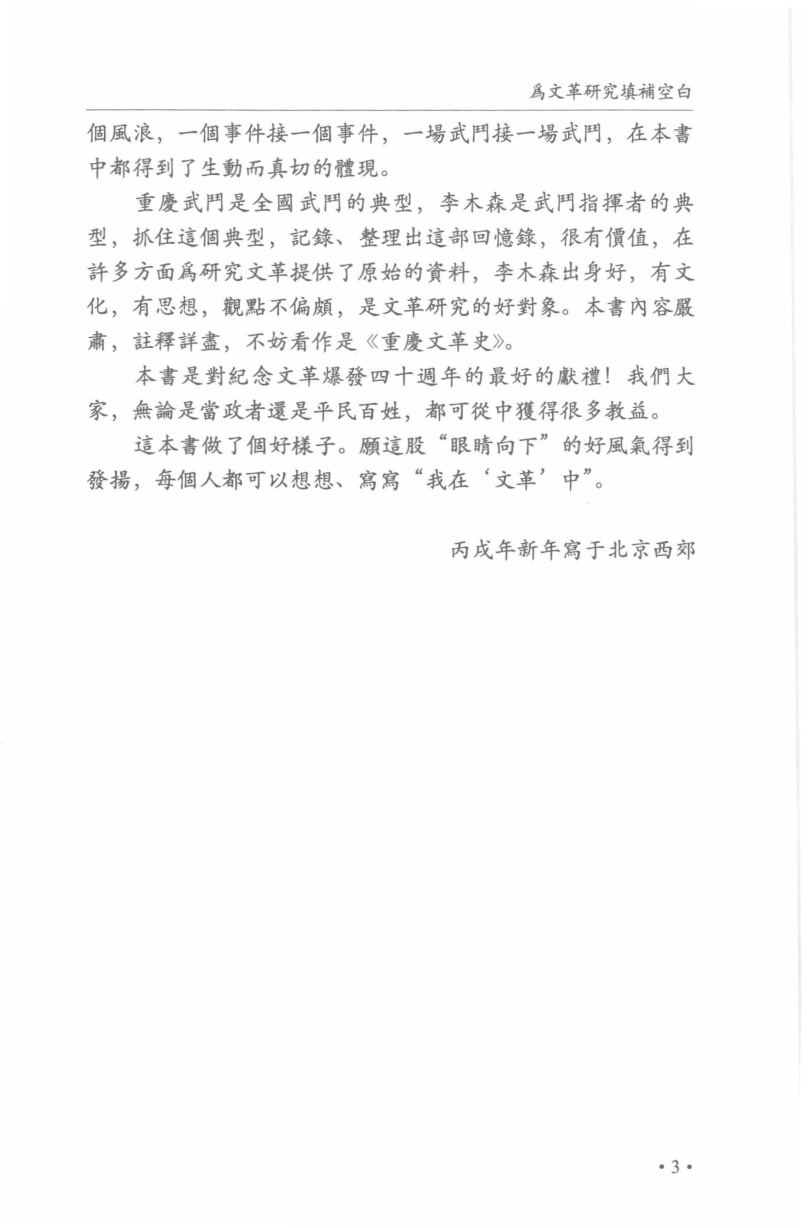 爲文革研究填補空白
個風浪，一個事件接一個事件，一場武鬥接一場武鬥，在本書
中都得到了生動而真切的體現。
重慶武鬥是全國武鬥的典型，李木森是武鬥指揮者的典
型，抓住這個典型，記錄、整理出這部回憶錄，很有價值，在
許多方面爲研究文革提供了原始的資料，李木森出身好，有文
化，有思想，觀點不偏頗，是文革研究的好對象。本書內容嚴
肅，註釋詳盡，不妨看作是《重慶文革史》。
本書是對紀念文革爆發四十週年的最好的獻禮！我們大
家，無論是當政者還是平民百姓，都可從中獲得很多教益。
這本書做了個好樣子。願這股“眼睛向下”的好風氣得到
發揚，每個人都可以想想、寫寫“我在‘文革’中”。
丙戌年新年寫于北京西郊
·3·